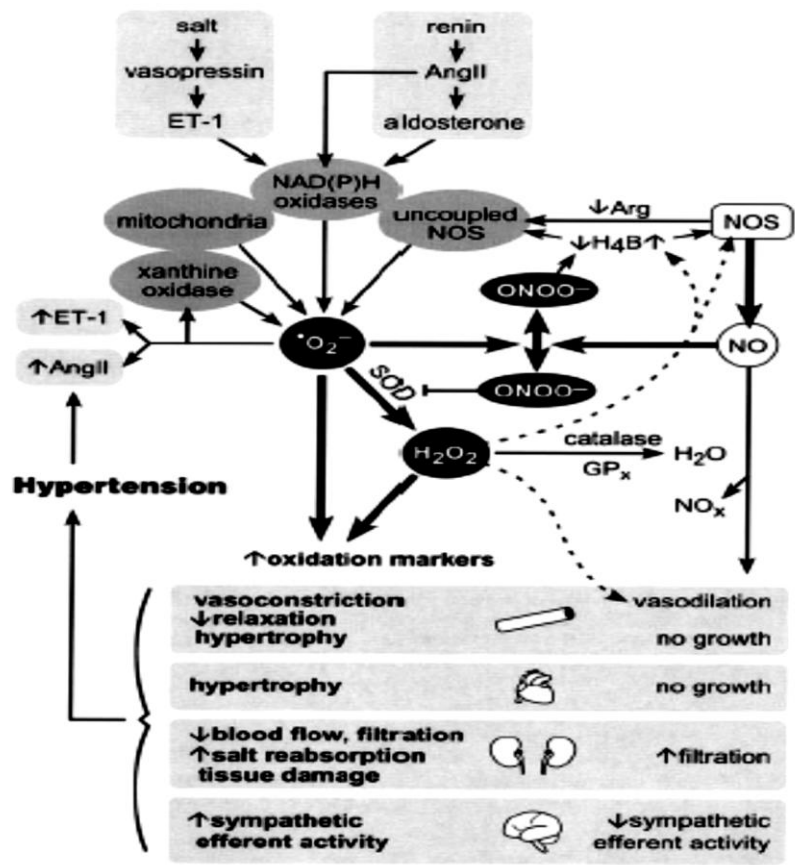 salt
vasopressin
ET-1
renin
AngII
aldosterone
NAD(P)H
oxidases
mitochondria
uncoupled
NOS
xanthine
oxidase
↓Arg
NOS
↓H4B↑
ONOO–
↑ET-1
↑AngII
•O2–
NO
SOD
ONOO–
H2O2
catalase
GPx
H2O
NOx
Hypertension
↑oxidation markers
vasoconstriction
↓relaxation
hypertrophy
vasodilation
no growth
hypertrophy
no growth
↓blood flow, filtration
↑salt reabsorption
tissue damage
↑filtration
↑sympathetic
efferent activity
↓sympathetic
efferent activity